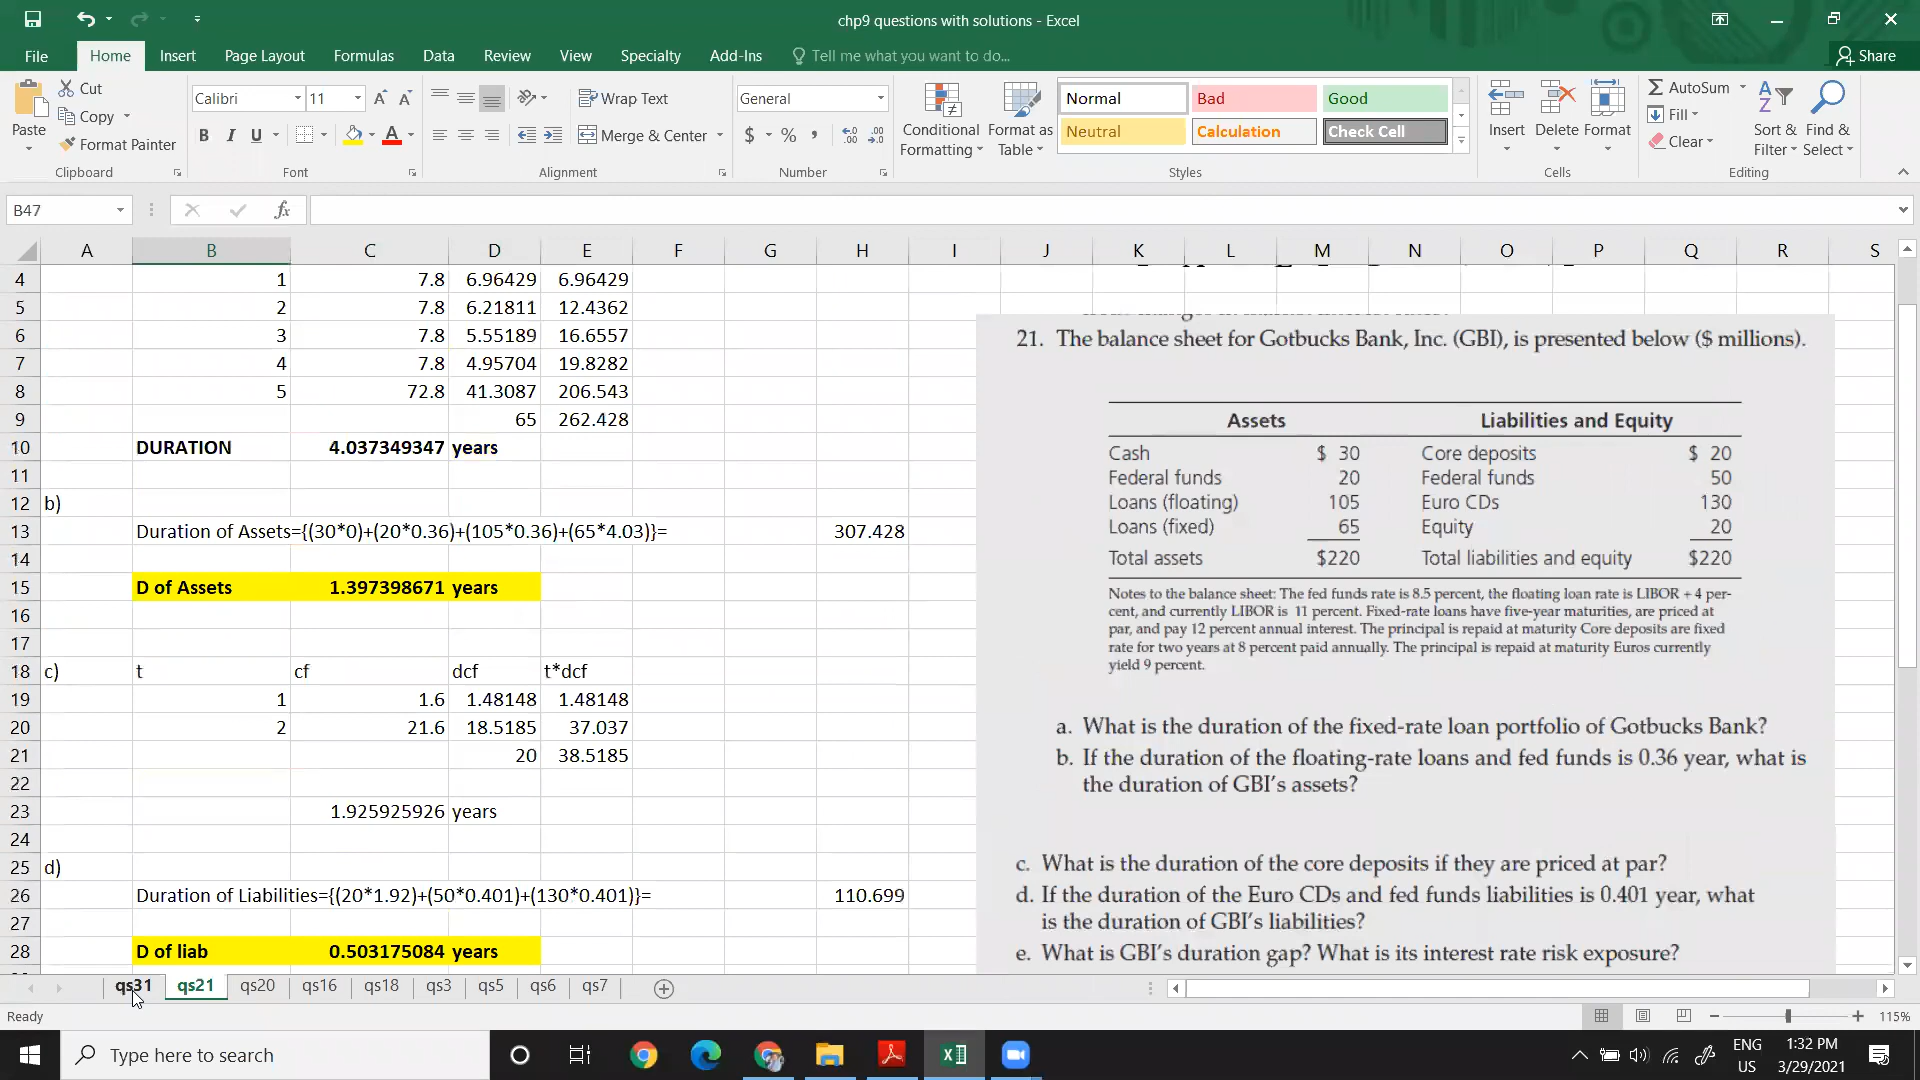 chp9 questions with solutions - Excel
File Home Insert Page Layout Formulas Data Review View Specialty Add-Ins Tell me what you want to do... Share
Paste
Cut
Copy
Format Painter
Clipboard
Calibri 11
B I U
Font
Wrap Text
Merge & Center
Alignment
General
$ % ,
Number
Conditional Formatting
Format as Table
Normal Bad Good
Neutral Calculation Check Cell
Styles
Insert Delete Format
Cells
AutoSum
Fill
Clear
Sort & Filter
Find & Select
Editing
B47 fx
A B C D E F G H I J K L M N O P Q R S
4 1 7.8 6.96429 6.96429
5 2 7.8 6.21811 12.4362
6 3 7.8 5.55189 16.6557
7 4 7.8 4.95704 19.8282
8 5 72.8 41.3087 206.543
9 65 262.428
10 DURATION 4.037349347 years
11
12 b)
13 Duration of Assets={(30*0)+(20*0.36)+(105*0.36)+(65*4.03)}= 307.428
14
15 D of Assets 1.397398671 years
16
17
18 c) t cf dcf t*dcf
19 1 1.6 1.48148 1.48148
20 2 21.6 18.5185 37.037
21 20 38.5185
22
23 1.925925926 years
24
25 d)
26 Duration of Liabilities={(20*1.92)+(50*0.401)+(130*0.401)}= 110.699
27
28 D of liab 0.503175084 years
21. The balance sheet for Gotbucks Bank, Inc. (GBI), is presented below ($ millions).
Assets Liabilities and Equity
Cash $ 30 Core deposits $ 20
Federal funds 20 Federal funds 50
Loans (floating) 105 Euro CDs 130
Loans (fixed) 65 Equity 20
Total assets $220 Total liabilities and equity $220
Notes to the balance sheet: The fed funds rate is 8.5 percent, the floating loan rate is LIBOR + 4 per-
cent, and currently LIBOR is 11 percent. Fixed-rate loans have five-year maturities, are priced at
par, and pay 12 percent annual interest. The principal is repaid at maturity Core deposits are fixed
rate for two years at 8 percent paid annually. The principal is repaid at maturity Euros currently
yield 9 percent.
a. What is the duration of the fixed-rate loan portfolio of Gotbucks Bank?
b. If the duration of the floating-rate loans and fed funds is 0.36 year, what is
the duration of GBI's assets?
c. What is the duration of the core deposits if they are priced at par?
d. If the duration of the Euro CDs and fed funds liabilities is 0.401 year, what
is the duration of GBI's liabilities?
e. What is GBI's duration gap? What is its interest rate risk exposure?
qs31 qs21 qs20 qs16 qs18 qs3 qs5 qs6 qs7
Ready 115%
Type here to search
ENG
US
1:32 PM
3/29/2021